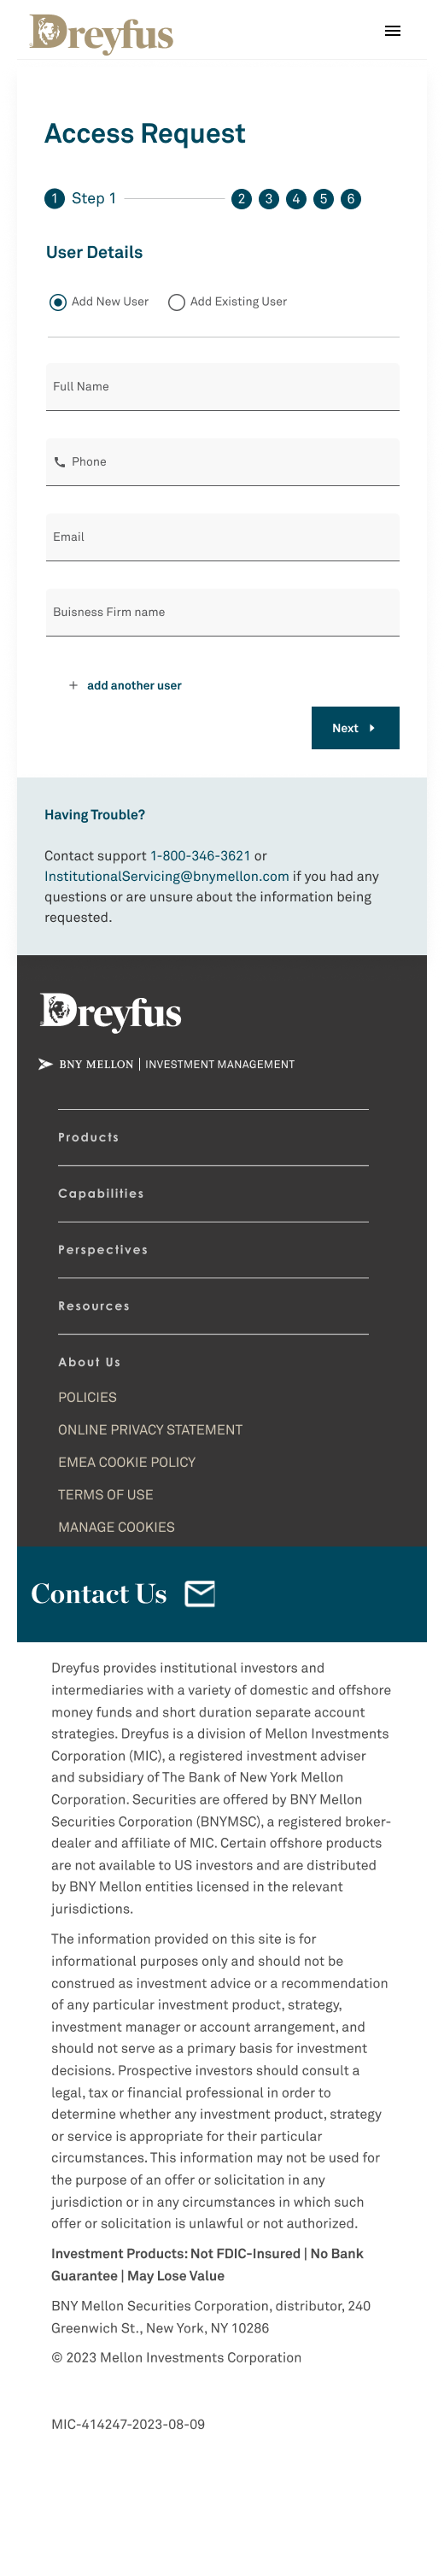 Dreyfus
Access Request
1 Step 1 2 3 4 5 6
User Details
Add New User Add Existing User
Full Name
Phone
Email
Buisness Firm name
+ add another user
Next
Having Trouble?
Contact support 1-800-346-3621 or
InstitutionalServicing@bnymellon.com if you had any
questions or are unsure about the information being
requested.
Dreyfus
BNY MELLON | INVESTMENT MANAGEMENT
Products
Capabilities
Perspectives
Resources
About Us
POLICIES
ONLINE PRIVACY STATEMENT
EMEA COOKIE POLICY
TERMS OF USE
MANAGE COOKIES
Contact Us
Dreyfus provides institutional investors and
intermediaries with a variety of domestic and offshore
money funds and short duration separate account
strategies. Dreyfus is a division of Mellon Investments
Corporation (MIC), a registered investment adviser
and subsidiary of The Bank of New York Mellon
Corporation. Securities are offered by BNY Mellon
Securities Corporation (BNYMSC), a registered broker-
dealer and affiliate of MIC. Certain offshore products
are not available to US investors and are distributed
by BNY Mellon entities licensed in the relevant
jurisdictions.
The information provided on this site is for
informational purposes only and should not be
construed as investment advice or a recommendation
of any particular investment product, strategy,
investment manager or account arrangement, and
should not serve as a primary basis for investment
decisions. Prospective investors should consult a
legal, tax or financial professional in order to
determine whether any investment product, strategy
or service is appropriate for their particular
circumstances. This information may not be used for
the purpose of an offer or solicitation in any
jurisdiction or in any circumstances in which such
offer or solicitation is unlawful or not authorized.
Investment Products: Not FDIC-Insured | No Bank
Guarantee | May Lose Value
BNY Mellon Securities Corporation, distributor, 240
Greenwich St., New York, NY 10286
© 2023 Mellon Investments Corporation
MIC-414247-2023-08-09